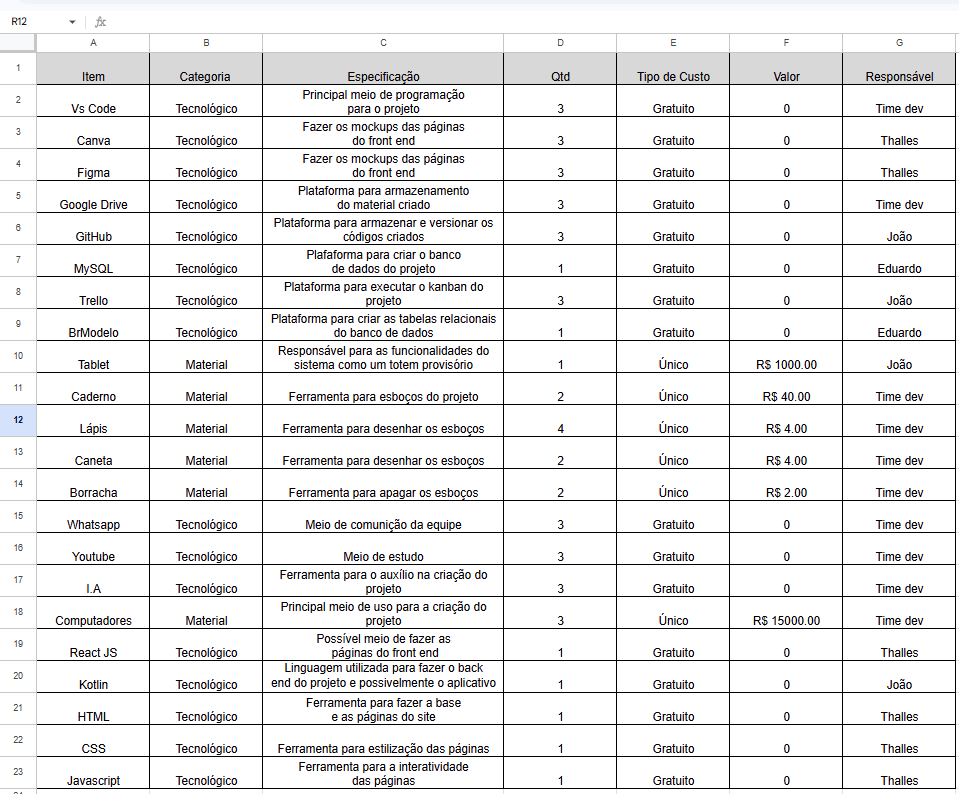 R12 fx
A B C D E F G
1 Item Categoria Especificação Qtd Tipo de Custo Valor Responsável
2 Vs Code Tecnológico Principal meio de programação
para o projeto 3 Gratuito 0 Time dev
3 Canva Tecnológico Fazer os mockups das páginas
do front end 3 Gratuito 0 Thalles
4 Figma Tecnológico Fazer os mockups das páginas
do front end 3 Gratuito 0 Thalles
5 Google Drive Tecnológico Plataforma para armazenamento
do material criado 3 Gratuito 0 Time dev
6 GitHub Tecnológico Plataforma para armazenar e versionar os
códigos criados 3 Gratuito 0 João
7 MySQL Tecnológico Plafaforma para criar o banco
de dados do projeto 1 Gratuito 0 Eduardo
8 Trello Tecnológico Plataforma para executar o kanban do
projeto 3 Gratuito 0 João
9 BrModelo Tecnológico Plataforma para criar as tabelas relacionais
do banco de dados 1 Gratuito 0 Eduardo
10 Tablet Material Responsável para as funcionalidades do
sistema como um totem provisório 1 Único R$ 1000.00 João
11 Caderno Material Ferramenta para esboços do projeto 2 Único R$ 40.00 Time dev
12 Lápis Material Ferramenta para desenhar os esboços 4 Único R$ 4.00 Time dev
13 Caneta Material Ferramenta para desenhar os esboços 2 Único R$ 4.00 Time dev
14 Borracha Material Ferramenta para apagar os esboços 2 Único R$ 2.00 Time dev
15 Whatsapp Tecnológico Meio de comunição da equipe 3 Gratuito 0 Time dev
16 Youtube Tecnológico Meio de estudo 3 Gratuito 0 Time dev
17 I.A Tecnológico Ferramenta para o auxílio na criação do
projeto 3 Gratuito 0 Time dev
18 Computadores Material Principal meio de uso para a criação do
projeto 3 Único R$ 15000.00 Time dev
19 React JS Tecnológico Possível meio de fazer as
páginas do front end 1 Gratuito 0 Thalles
20 Kotlin Tecnológico Linguagem utilizada para fazer o back
end do projeto e possivelmente o aplicativo 1 Gratuito 0 João
21 HTML Tecnológico Ferramenta para fazer a base
e as páginas do site 1 Gratuito 0 Thalles
22 CSS Tecnológico Ferramenta para estilização das páginas 1 Gratuito 0 Thalles
23 Javascript Tecnológico Ferramenta para a interatividade
das páginas 1 Gratuito 0 Thalles